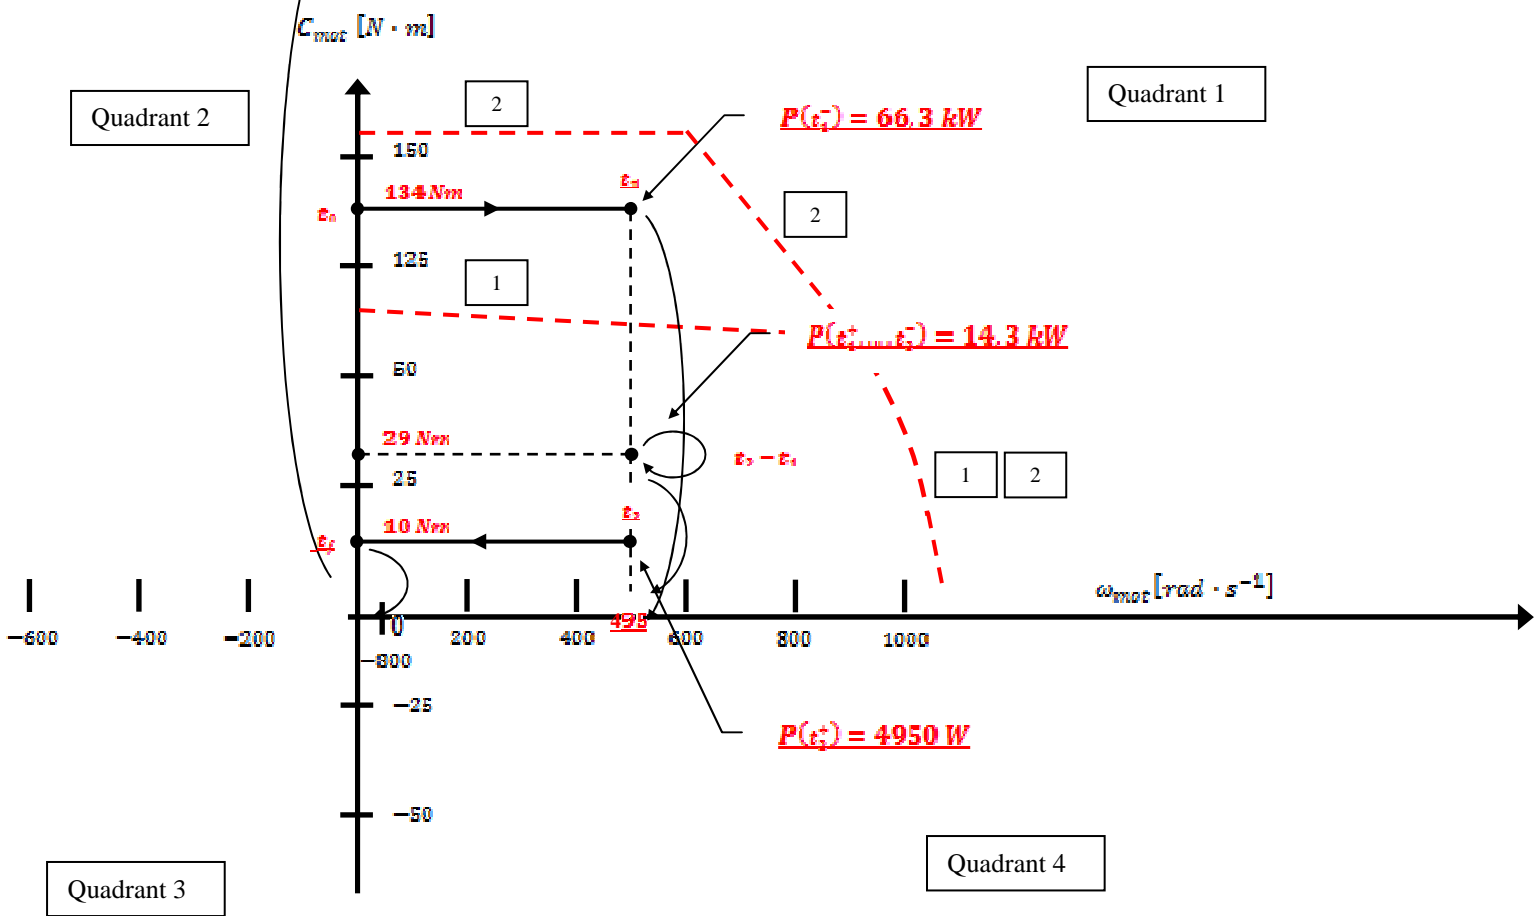 C_mot [N · m]
Quadrant 2
Quadrant 1
2
P(t₁⁻) = 66.3 kW
150
134 Nm
t₁
t₀
2
125
1
P(t₁⁺.....t₂⁻) = 14.3 kW
50
29 Nm
25
1 2
10 Nm
ω_mot [rad · s⁻¹]
−600 −400 −200 0 200 400 495 600 800 1000
−800
−25
P(t₂⁺) = 4950 W
−50
Quadrant 4
Quadrant 3